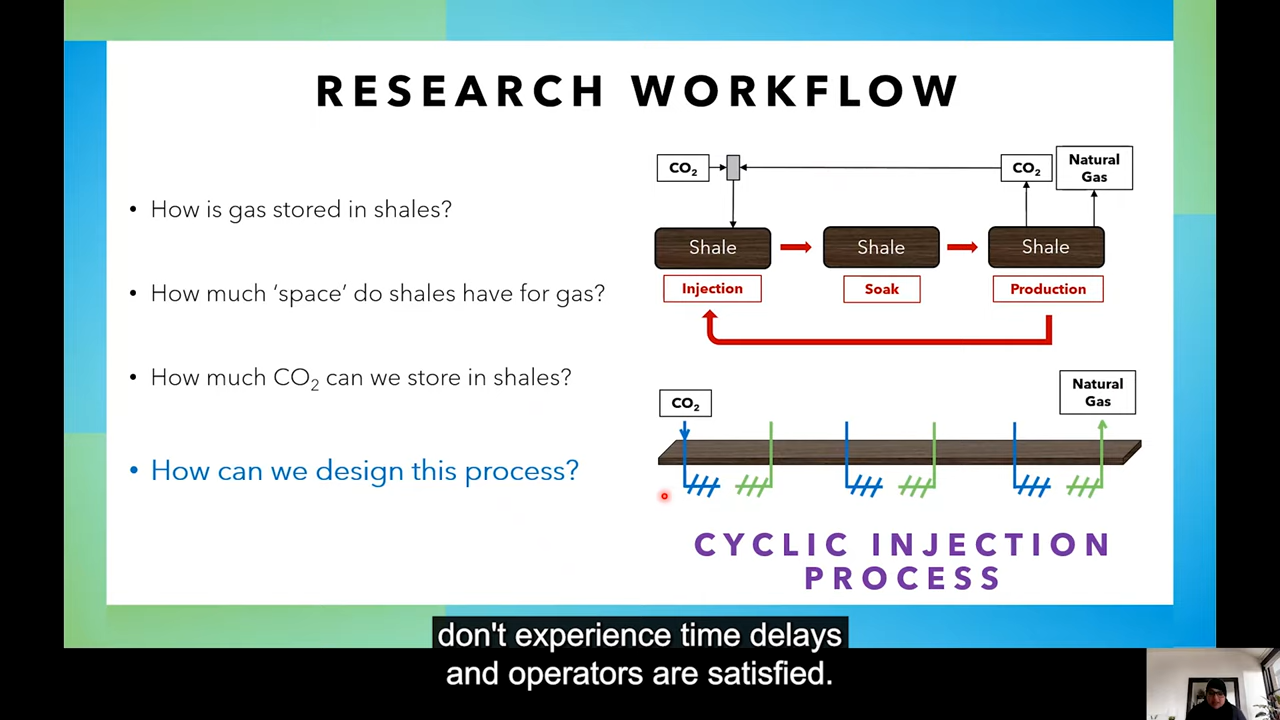 RESEARCH WORKFLOW
• How is gas stored in shales?
• How much ‘space’ do shales have for gas?
• How much CO₂ can we store in shales?
• How can we design this process?
CO₂
CO₂
Natural
Gas
Shale
Shale
Shale
Injection
Soak
Production
CO₂
Natural
Gas
CYCLIC INJECTION
PROCESS
don't experience time delays
and operators are satisfied.